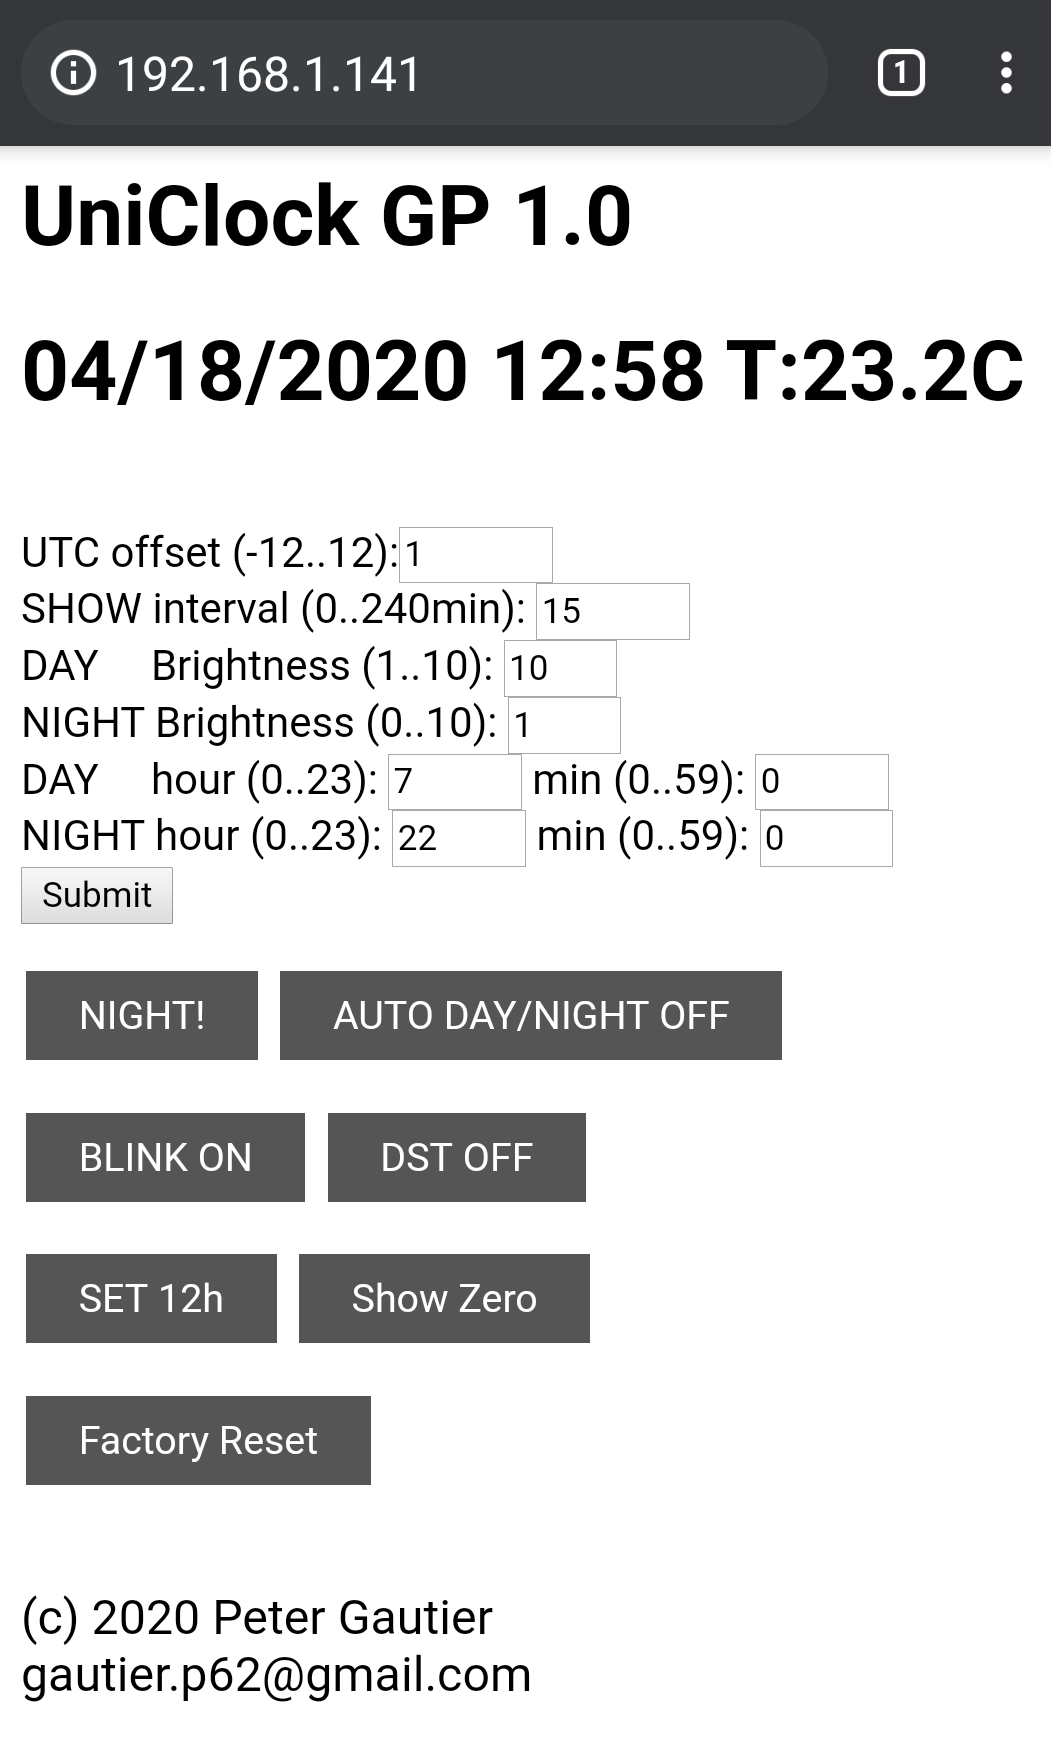 192.168.1.141
1
UniClock GP 1.0
04/18/2020 12:58 T:23.2C
UTC offset (-12..12): 1
SHOW interval (0..240min): 15
DAY Brightness (1..10): 10
NIGHT Brightness (0..10): 1
DAY hour (0..23): 7 min (0..59): 0
NIGHT hour (0..23): 22 min (0..59): 0
Submit
NIGHT! AUTO DAY/NIGHT OFF
BLINK ON DST OFF
SET 12h Show Zero
Factory Reset
(c) 2020 Peter Gautier
gautier.p62@gmail.com